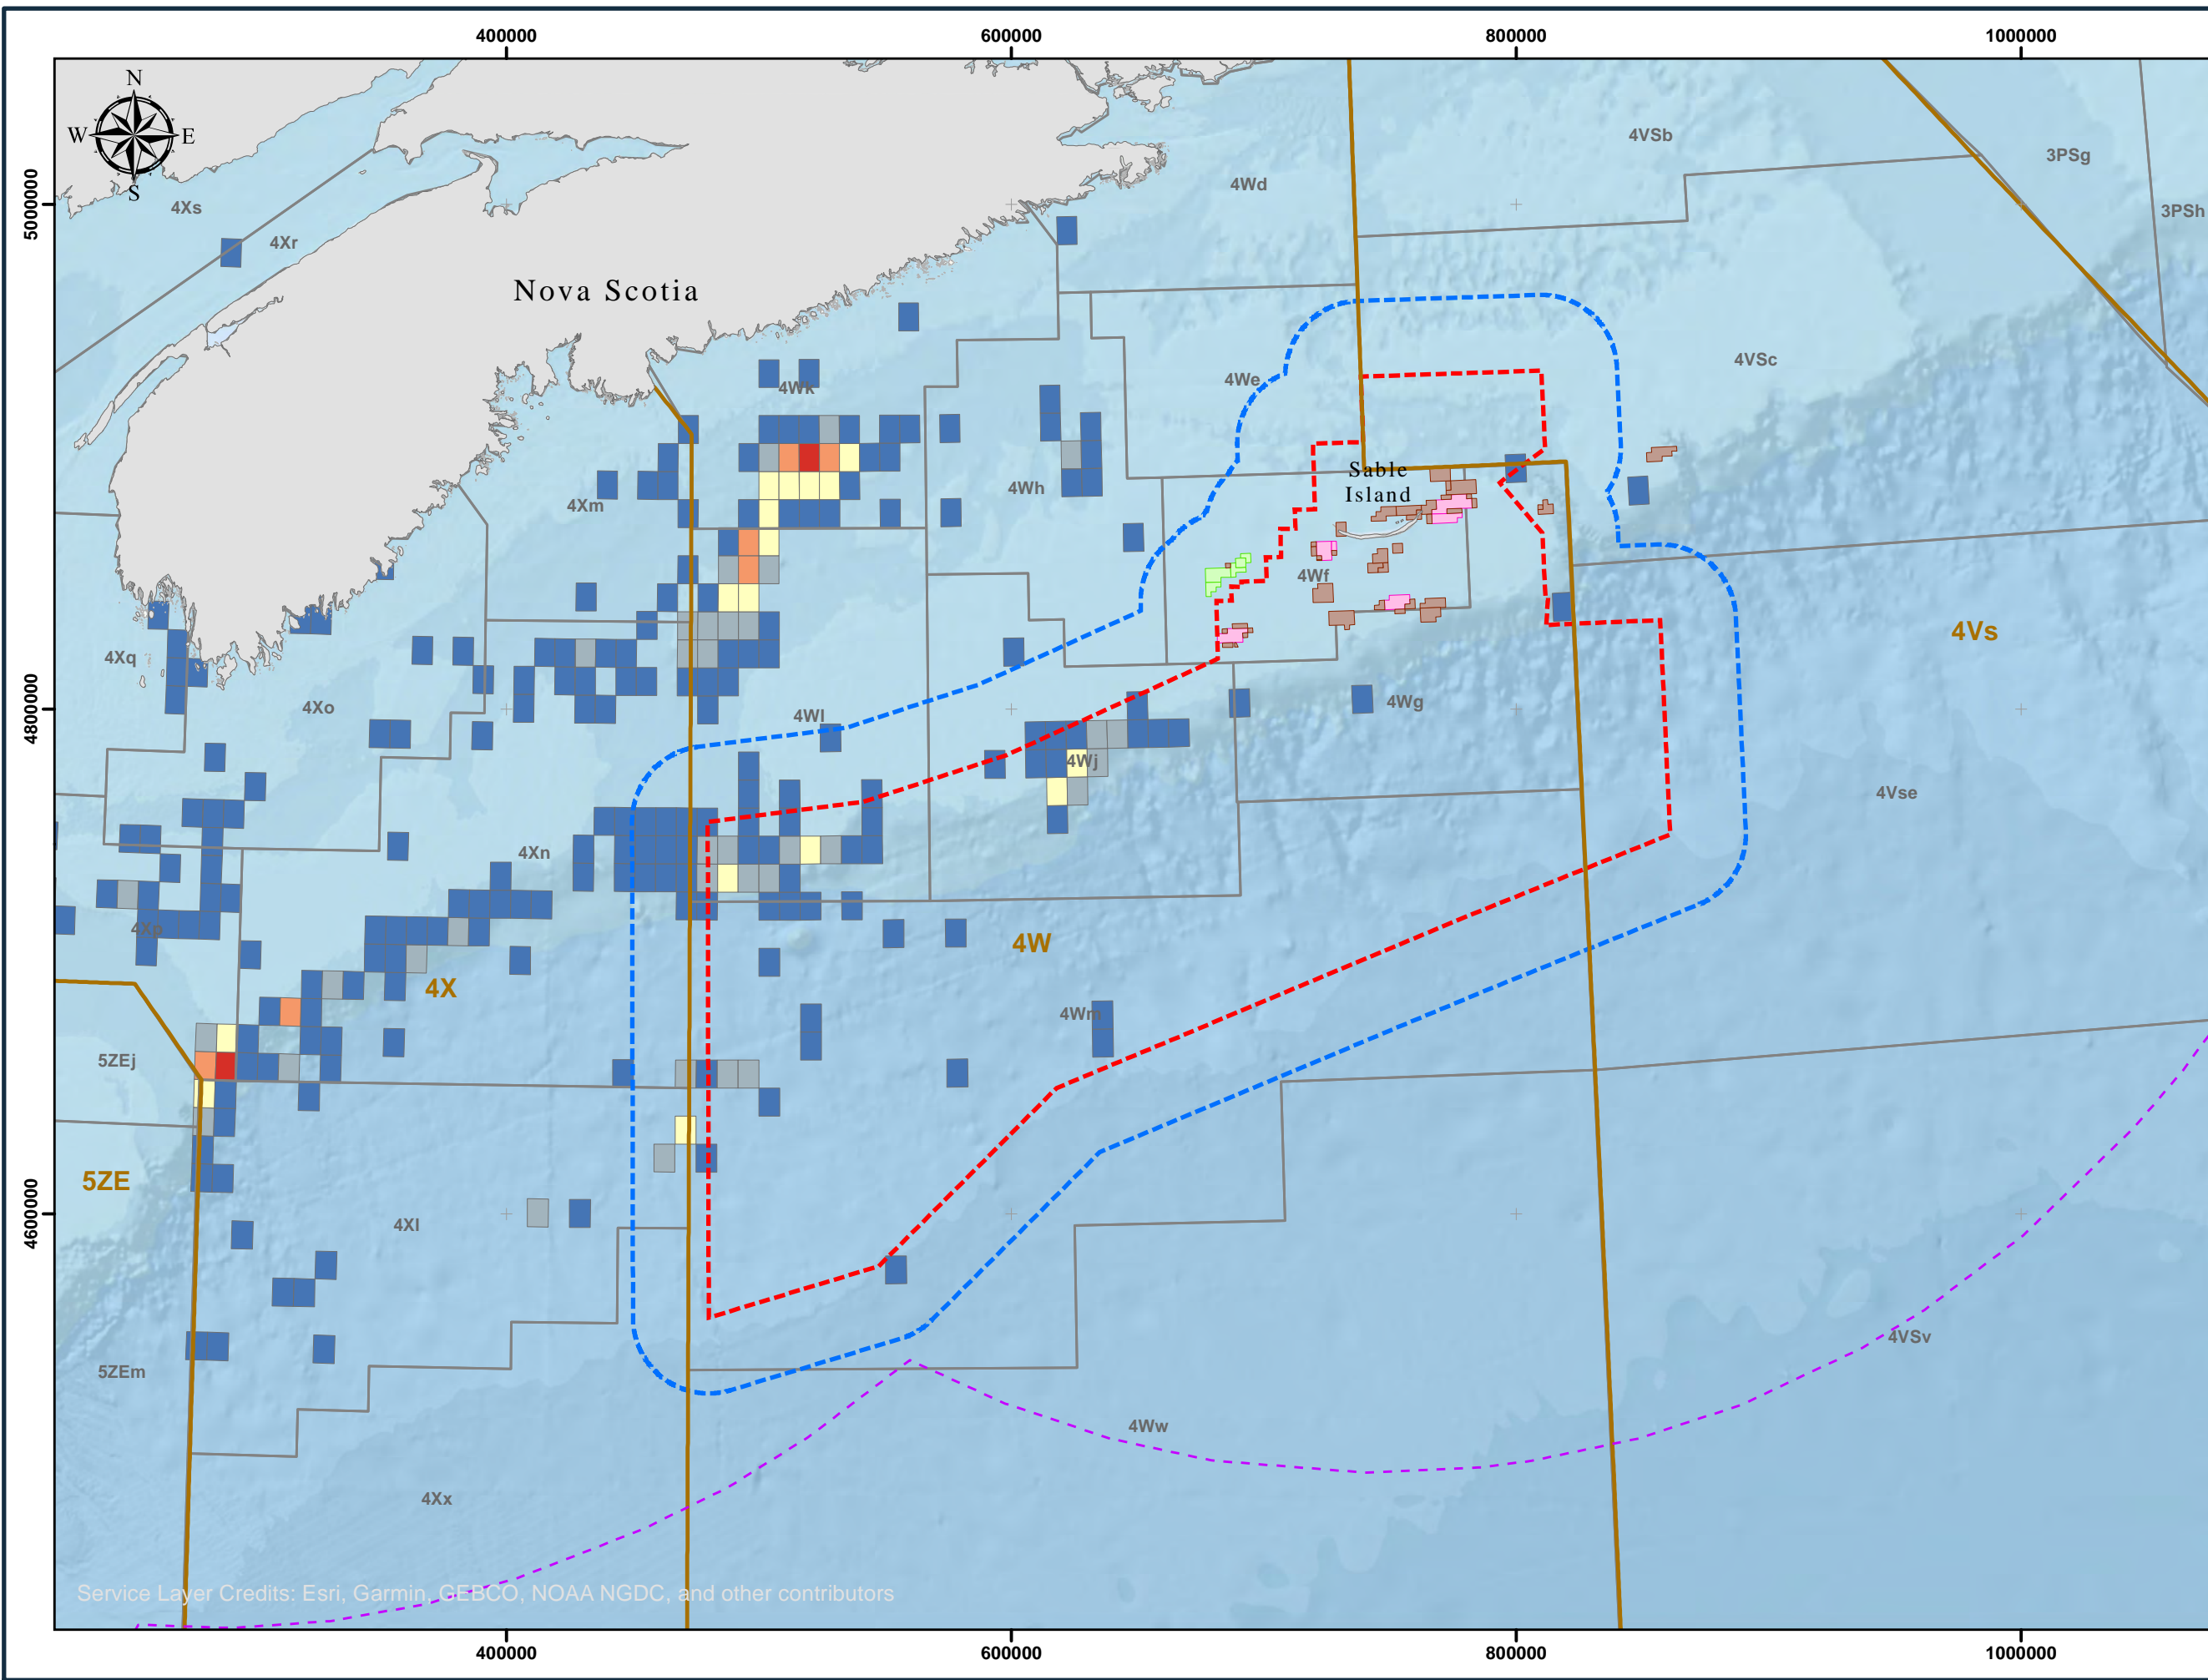 400000
600000
800000
1000000
N
W
E
S
5000000
4800000
4600000
4Xs
4Xr
Nova Scotia
4Wd
4VSb
3PSg
3PSh
4VSc
4We
4Wk
4Xm
4Wh
Sable
Island
4Wf
4Xq
4Xo
4Wl
4Wg
4Vs
4Wj
4Vse
4Xn
4Xp
4W
4X
4Wm
5ZEj
5ZE
4Xl
5ZEm
4VSv
4Ww
4Xx
Service Layer Credits: Esri, Garmin, GEBCO, NOAA NGDC, and other contributors
400000
600000
800000
1000000